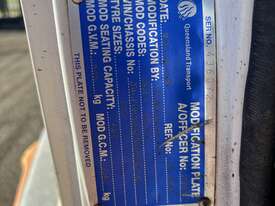 Queensland Transport
MODIFICATION PLATE
A/OFFICER No:
SER No:
REF No:
DATE:
MODIFICATION BY:
MOD CODES:
VIN/CHASSIS No:
TYRE SIZES:
MOD SEATING CAPACITY:
MOD G.V.M. kg MOD G.C.M. kg
THIS PLATE NOT TO BE REMOVED